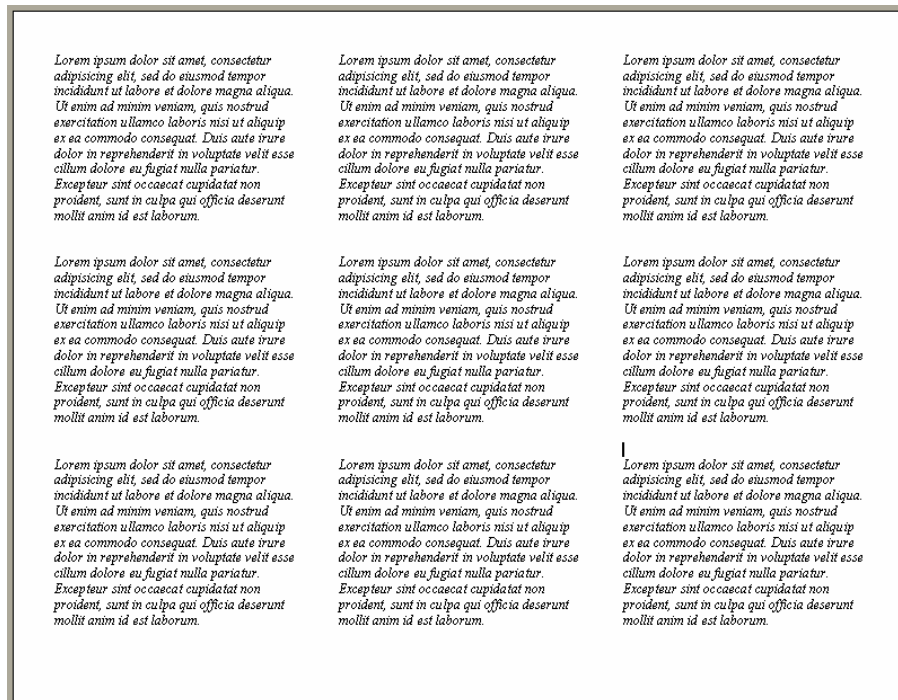 Lorem ipsum dolor sit amet, consectetur
adipisicing elit, sed do eiusmod tempor
incididunt ut labore et dolore magna aliqua.
Ut enim ad minim veniam, quis nostrud
exercitation ullamco laboris nisi ut aliquip
ex ea commodo consequat. Duis aute irure
dolor in reprehenderit in voluptate velit esse
cillum dolore eu fugiat nulla pariatur.
Excepteur sint occaecat cupidatat non
proident, sunt in culpa qui officia deserunt
mollit anim id est laborum.
Lorem ipsum dolor sit amet, consectetur
adipisicing elit, sed do eiusmod tempor
incididunt ut labore et dolore magna aliqua.
Ut enim ad minim veniam, quis nostrud
exercitation ullamco laboris nisi ut aliquip
ex ea commodo consequat. Duis aute irure
dolor in reprehenderit in voluptate velit esse
cillum dolore eu fugiat nulla pariatur.
Excepteur sint occaecat cupidatat non
proident, sunt in culpa qui officia deserunt
mollit anim id est laborum.
Lorem ipsum dolor sit amet, consectetur
adipisicing elit, sed do eiusmod tempor
incididunt ut labore et dolore magna aliqua.
Ut enim ad minim veniam, quis nostrud
exercitation ullamco laboris nisi ut aliquip
ex ea commodo consequat. Duis aute irure
dolor in reprehenderit in voluptate velit esse
cillum dolore eu fugiat nulla pariatur.
Excepteur sint occaecat cupidatat non
proident, sunt in culpa qui officia deserunt
mollit anim id est laborum.
Lorem ipsum dolor sit amet, consectetur
adipisicing elit, sed do eiusmod tempor
incididunt ut labore et dolore magna aliqua.
Ut enim ad minim veniam, quis nostrud
exercitation ullamco laboris nisi ut aliquip
ex ea commodo consequat. Duis aute irure
dolor in reprehenderit in voluptate velit esse
cillum dolore eu fugiat nulla pariatur.
Excepteur sint occaecat cupidatat non
proident, sunt in culpa qui officia deserunt
mollit anim id est laborum.
Lorem ipsum dolor sit amet, consectetur
adipisicing elit, sed do eiusmod tempor
incididunt ut labore et dolore magna aliqua.
Ut enim ad minim veniam, quis nostrud
exercitation ullamco laboris nisi ut aliquip
ex ea commodo consequat. Duis aute irure
dolor in reprehenderit in voluptate velit esse
cillum dolore eu fugiat nulla pariatur.
Excepteur sint occaecat cupidatat non
proident, sunt in culpa qui officia deserunt
mollit anim id est laborum.
Lorem ipsum dolor sit amet, consectetur
adipisicing elit, sed do eiusmod tempor
incididunt ut labore et dolore magna aliqua.
Ut enim ad minim veniam, quis nostrud
exercitation ullamco laboris nisi ut aliquip
ex ea commodo consequat. Duis aute irure
dolor in reprehenderit in voluptate velit esse
cillum dolore eu fugiat nulla pariatur.
Excepteur sint occaecat cupidatat non
proident, sunt in culpa qui officia deserunt
mollit anim id est laborum.
Lorem ipsum dolor sit amet, consectetur
adipisicing elit, sed do eiusmod tempor
incididunt ut labore et dolore magna aliqua.
Ut enim ad minim veniam, quis nostrud
exercitation ullamco laboris nisi ut aliquip
ex ea commodo consequat. Duis aute irure
dolor in reprehenderit in voluptate velit esse
cillum dolore eu fugiat nulla pariatur.
Excepteur sint occaecat cupidatat non
proident, sunt in culpa qui officia deserunt
mollit anim id est laborum.
Lorem ipsum dolor sit amet, consectetur
adipisicing elit, sed do eiusmod tempor
incididunt ut labore et dolore magna aliqua.
Ut enim ad minim veniam, quis nostrud
exercitation ullamco laboris nisi ut aliquip
ex ea commodo consequat. Duis aute irure
dolor in reprehenderit in voluptate velit esse
cillum dolore eu fugiat nulla pariatur.
Excepteur sint occaecat cupidatat non
proident, sunt in culpa qui officia deserunt
mollit anim id est laborum.
Lorem ipsum dolor sit amet, consectetur
adipisicing elit, sed do eiusmod tempor
incididunt ut labore et dolore magna aliqua.
Ut enim ad minim veniam, quis nostrud
exercitation ullamco laboris nisi ut aliquip
ex ea commodo consequat. Duis aute irure
dolor in reprehenderit in voluptate velit esse
cillum dolore eu fugiat nulla pariatur.
Excepteur sint occaecat cupidatat non
proident, sunt in culpa qui officia deserunt
mollit anim id est laborum.